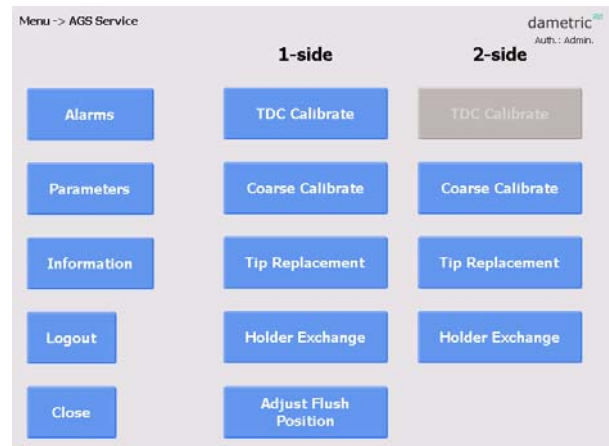 Menu -> AGS Service
dametric
Auth.: Admin.
1-side
2-side
Alarms
TDC Calibrate
TDC Calibrate
Parameters
Coarse Calibrate
Coarse Calibrate
Information
Tip Replacement
Tip Replacement
Logout
Holder Exchange
Holder Exchange
Close
Adjust Flush
Position